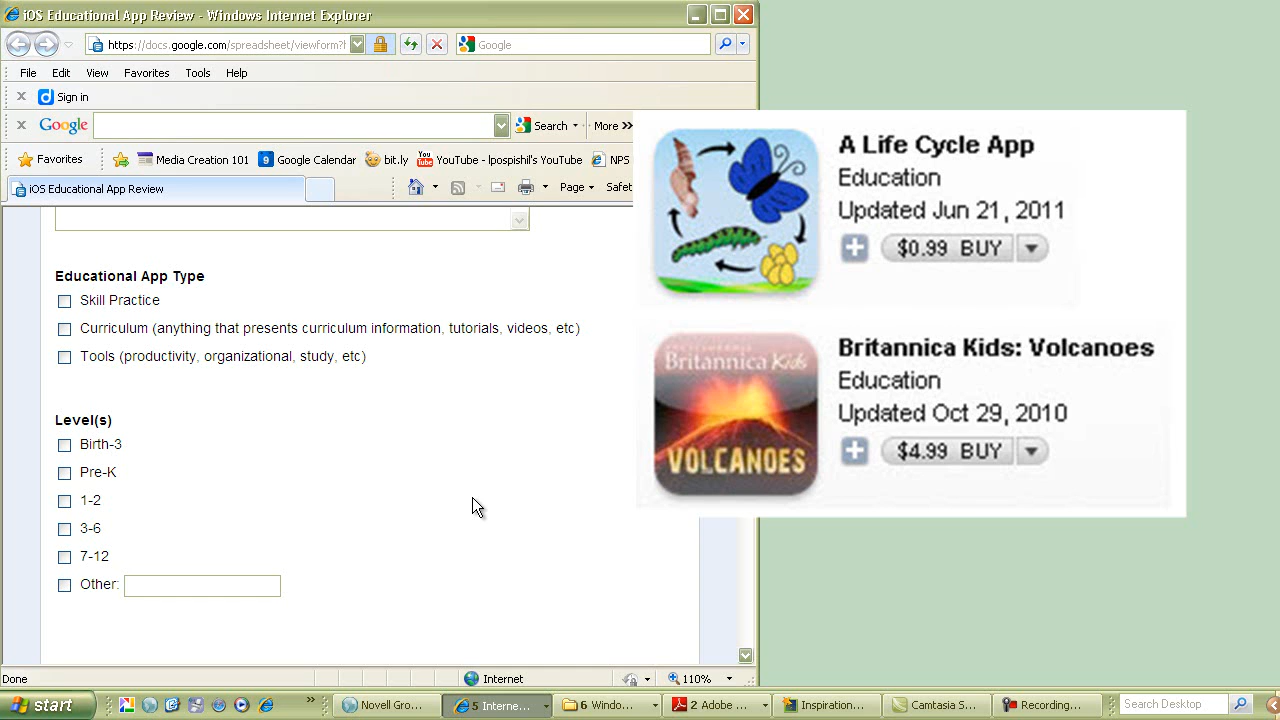 iOS Educational App Review - Windows Internet Explorer
https://docs.google.com/spreadsheet/viewform?f
Google
File Edit View Favorites Tools Help
X Sign in
X Google Search More »
Favorites Media Cromson 101 Google Calendar bit.ly YouTube - lpospishil's YouTube NPS
iOS Educational App Review
Page Safet
Educational App Type
Skill Practice
Curriculum (anything that presents curriculum information, tutorials, videos, etc)
Tools (productivity, organizational, study, etc)
Level(s)
Birth-3
Pre-K
1-2
3-6
7-12
Other:
A Life Cycle App
Education
Updated Jun 21, 2011
$0.99 BUY
Britannica Kids
VOLCANOES
Britannica Kids: Volcanoes
Education
Updated Oct 29, 2010
$4.99 BUY
Done Internet 110%
start Novell Gro... 5 Interne... 6 Windo... 2 Adobe ... Inspiration... Camtasia S... Recording... Search Desktop